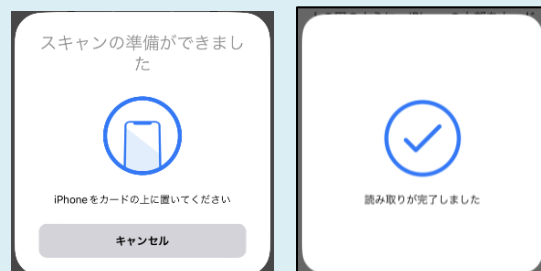 スキャンの準備ができまし
た
iPhoneをカードの上に置いてください
キャンセル
読み取りが完了しました